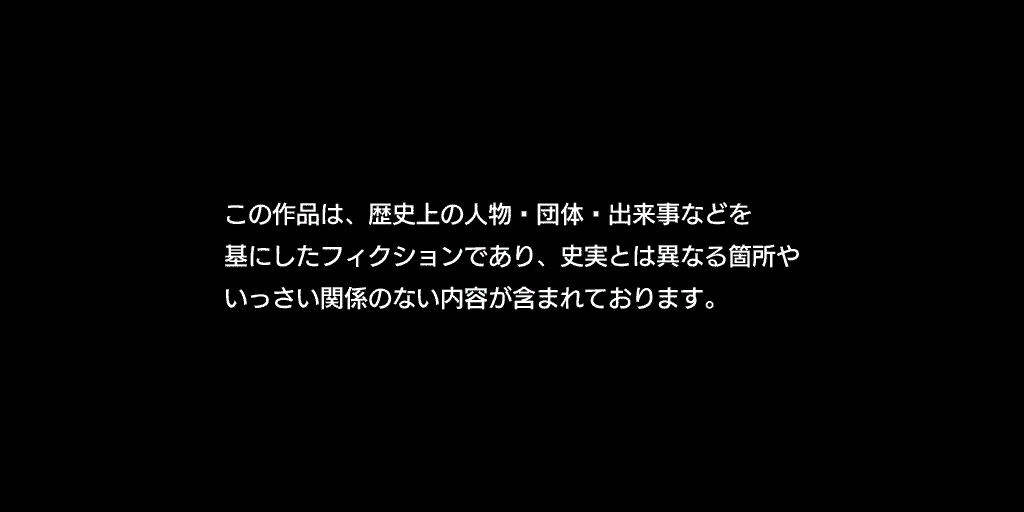 この作品は、歴史上の人物・団体・出来事などを
基にしたフィクションであり、史実とは異なる箇所や
いっさい関係のない内容が含まれております。